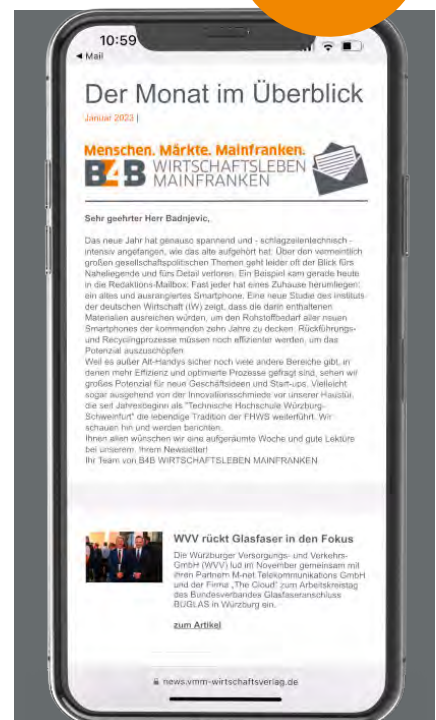 10:59
◀ Mail
Der Monat im Überblick
Januar 2023 |
Menschen. Märkte. Mainfranken.
B4B WIRTSCHAFTSLEBEN
MAINFRANKEN
Sehr geehrter Herr Badnjevic,
Das neue Jahr hat genauso spannend und - schlagzeilentechnisch -
intensiv angefangen, wie das alte aufgehört hat. Über den vermeintlich
großen gesellschaftspolitischen Themen geht leider oft der Blick fürs
Naheliegende und fürs Detail verloren. Ein Beispiel kam gerade heute
in die Redaktions-Mailbox: Fast jeder hat eines Zuhause herumliegen:
ein altes und ausrangiertes Smartphone. Eine neue Studie des Instituts
der deutschen Wirtschaft (IW) zeigt, dass die darin enthaltenen
Materialien ausreichen würden, um den Rohstoffbedarf aller neuen
Smartphones der kommenden zehn Jahre zu decken. Rückführungs-
und Recyclingprozesse müssen noch effizienter werden, um das
Potenzial auszuschöpfen.
Weil es außer Alt-Handys sicher noch viele andere Bereiche gibt, in
denen mehr Effizienz und optimierte Prozesse gefragt sind, sehen wir
großes Potenzial für neue Geschäftsideen und Start-ups. Vielleicht
sogar ausgehend von der Innovationsschmiede vor unserer Haustür,
die seit Jahresbeginn als "Technische Hochschule Würzburg-
Schweinfurt" die lebendige Tradition der FHWS weiterführt. Wir
schauen hin und werden berichten.
Ihnen allen wünschen wir eine aufgeräumte Woche und gute Lektüre
bei unserem, Ihrem Newsletter!
Ihr Team von B4B WIRTSCHAFTSLEBEN MAINFRANKEN
WVV rückt Glasfaser in den Fokus
Die Würzburger Versorgungs- und Verkehrs-
GmbH (WVV) lud im November gemeinsam mit
ihren Partnern M-net Telekommunikations GmbH
und der Firma „The Cloud“ zum Arbeitskreistag
des Bundesverbandes Glasfaseranschluss
BUGLAS in Würzburg ein.
zum Artikel
news.vmm-wirtschaftsverlag.de